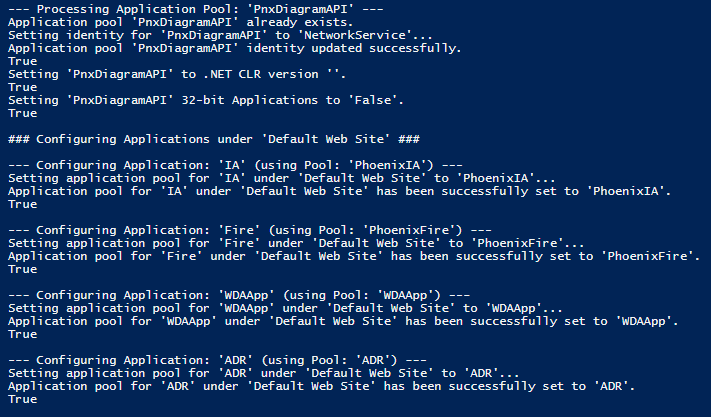 --- Processing Application Pool: 'PnxDiagramAPI' ---
Application pool 'PnxDiagramAPI' already exists.
Setting identity for 'PnxDiagramAPI' to 'NetworkService'...
Application pool 'PnxDiagramAPI' identity updated successfully.
True
Setting 'PnxDiagramAPI' to .NET CLR version ''.
True
Setting 'PnxDiagramAPI' 32-bit Applications to 'False'.
True
### Configuring Applications under 'Default Web Site' ###
--- Configuring Application: 'IA' (using Pool: 'PhoenixIA') ---
Setting application pool for 'IA' under 'Default Web Site' to 'PhoenixIA'...
Application pool for 'IA' under 'Default Web Site' has been successfully set to 'PhoenixIA'.
True
--- Configuring Application: 'Fire' (using Pool: 'PhoenixFire') ---
Setting application pool for 'Fire' under 'Default Web Site' to 'PhoenixFire'...
Application pool for 'Fire' under 'Default Web Site' has been successfully set to 'PhoenixFire'.
True
--- Configuring Application: 'WDAApp' (using Pool: 'WDAApp') ---
Setting application pool for 'WDAApp' under 'Default Web Site' to 'WDAApp'...
Application pool for 'WDAApp' under 'Default Web Site' has been successfully set to 'WDAApp'.
True
--- Configuring Application: 'ADR' (using Pool: 'ADR') ---
Setting application pool for 'ADR' under 'Default Web Site' to 'ADR'...
Application pool for 'ADR' under 'Default Web Site' has been successfully set to 'ADR'.
True